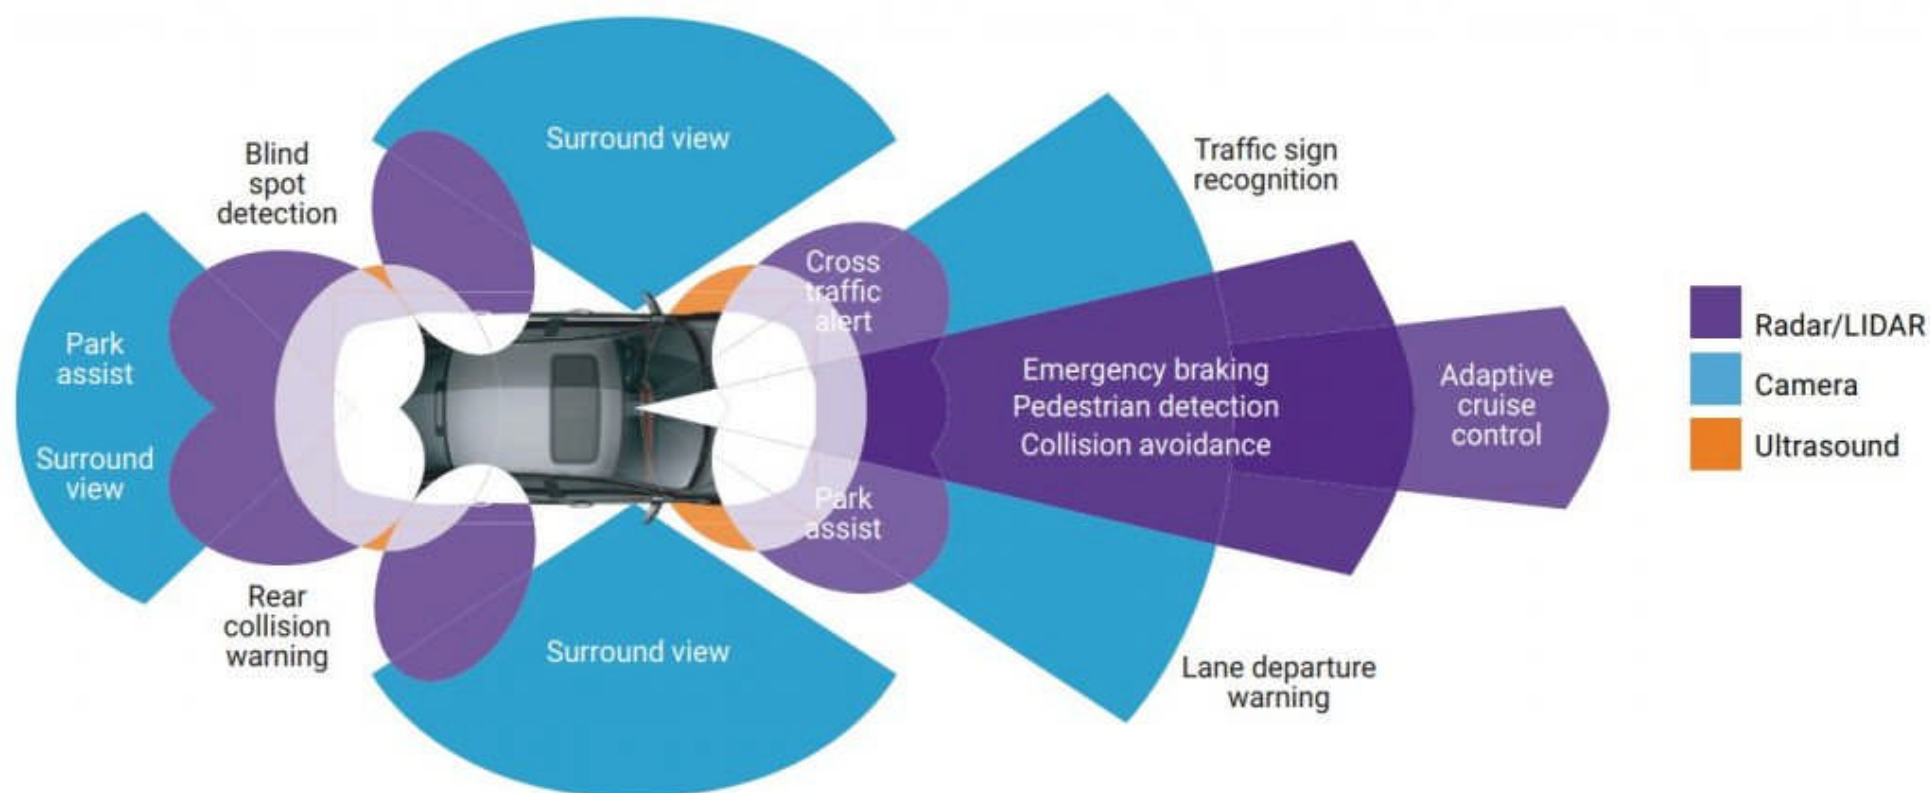 Surround view
Blind
spot
detection
Traffic sign
recognition
Cross
traffic
alert
Park
assist
Surround
view
Emergency braking
Pedestrian detection
Collision avoidance
Adaptive
cruise
control
Radar/LIDAR
Camera
Ultrasound
Park
assist
Rear
collision
warning
Surround view
Lane departure
warning